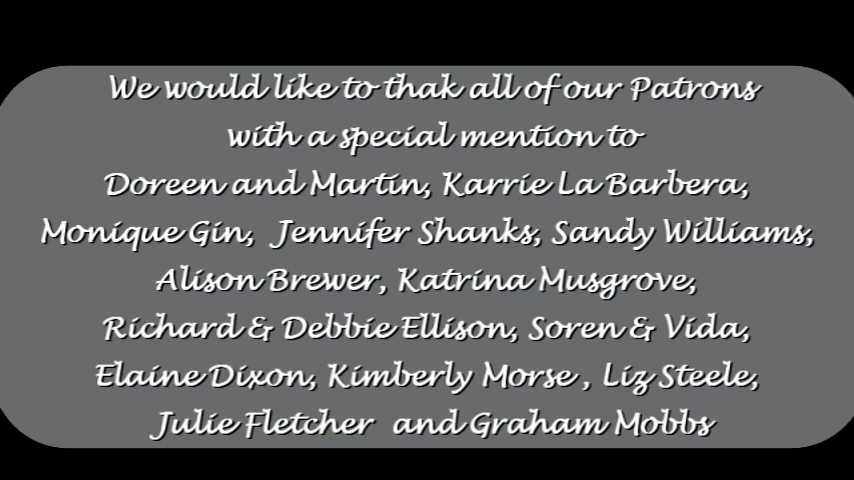 We would like to thak all of our Patrons
with a special mention to
Doreen and Martin, Karrie La Barbera,
Monique Gin, Jennifer Shanks, Sandy Williams,
Alison Brewer, Katrina Musgrove,
Richard & Debbie Ellison, Soren & Vida,
Elaine Dixon, Kimberly Morse , Liz Steele,
Julie Fletcher and Graham Mobbs